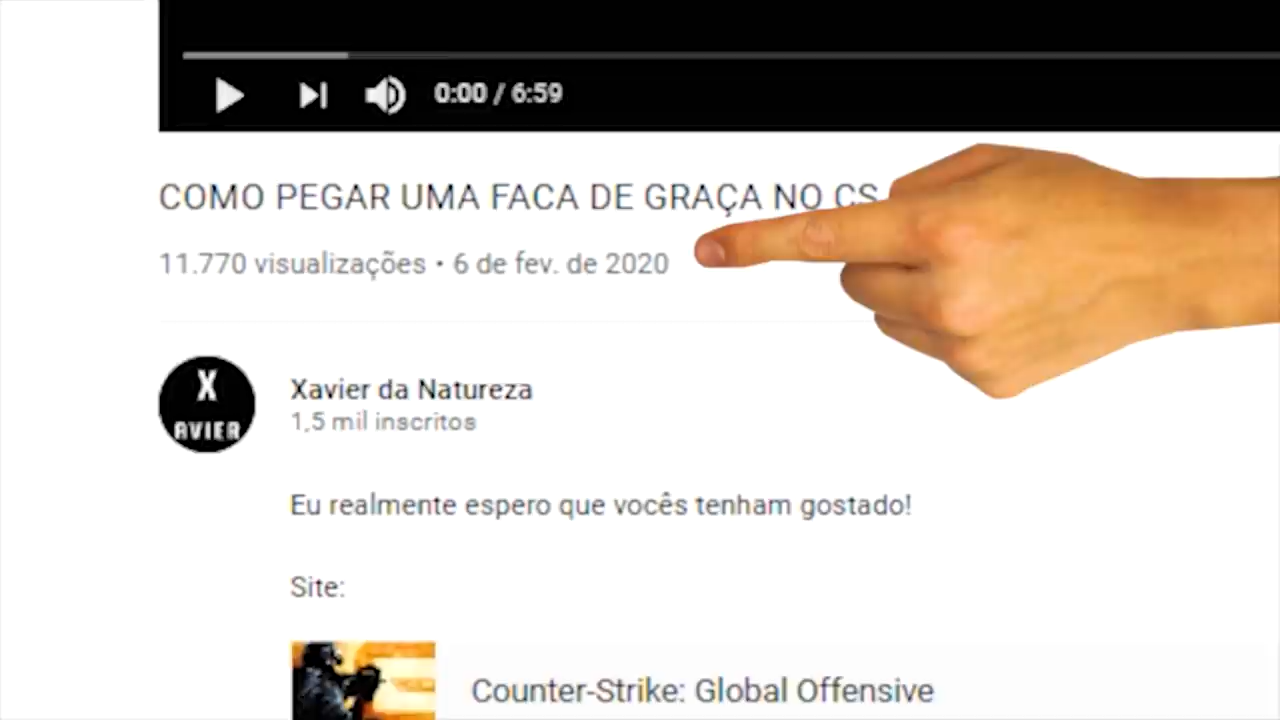 0:00 / 6:59
COMO PEGAR UMA FACA DE GRAÇA NO CS
11.770 visualizações • 6 de fev. de 2020
X
AVIER
Xavier da Natureza
1,5 mil inscritos
Eu realmente espero que vocês tenham gostado!
Site:
Counter-Strike: Global Offensive